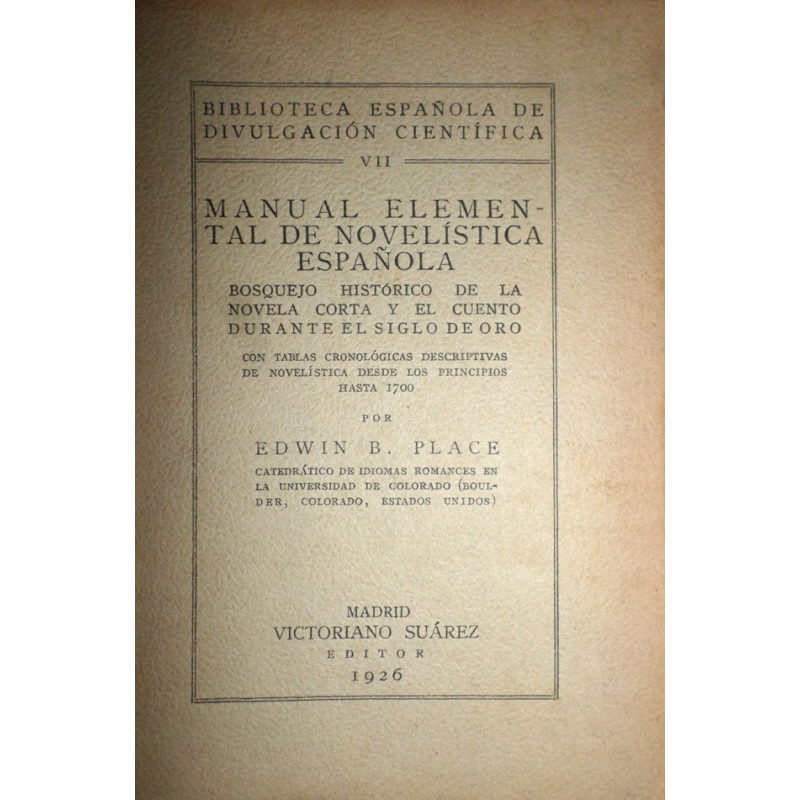 BIBLIOTECA ESPAÑOLA DE
DIVULGACIÓN CIENTÍFICA
VII
MANUAL ELEMEN-
TAL DE NOVELÍSTICA
ESPAÑOLA
BOSQUEJO HISTÓRICO DE LA
NOVELA CORTA Y EL CUENTO
DURANTE EL SIGLO DE ORO
CON TABLAS CRONOLÓGICAS DESCRIPTIVAS
DE NOVELÍSTICA DESDE LOS PRINCIPIOS
HASTA 1700
POR
EDWIN B. PLACE
CATEDRÁTICO DE IDIOMAS ROMANCES EN
LA UNIVERSIDAD DE COLORADO (BOUL-
DER, COLORADO, ESTADOS UNIDOS)
MADRID
VICTORIANO SUÁREZ
EDITOR
1926